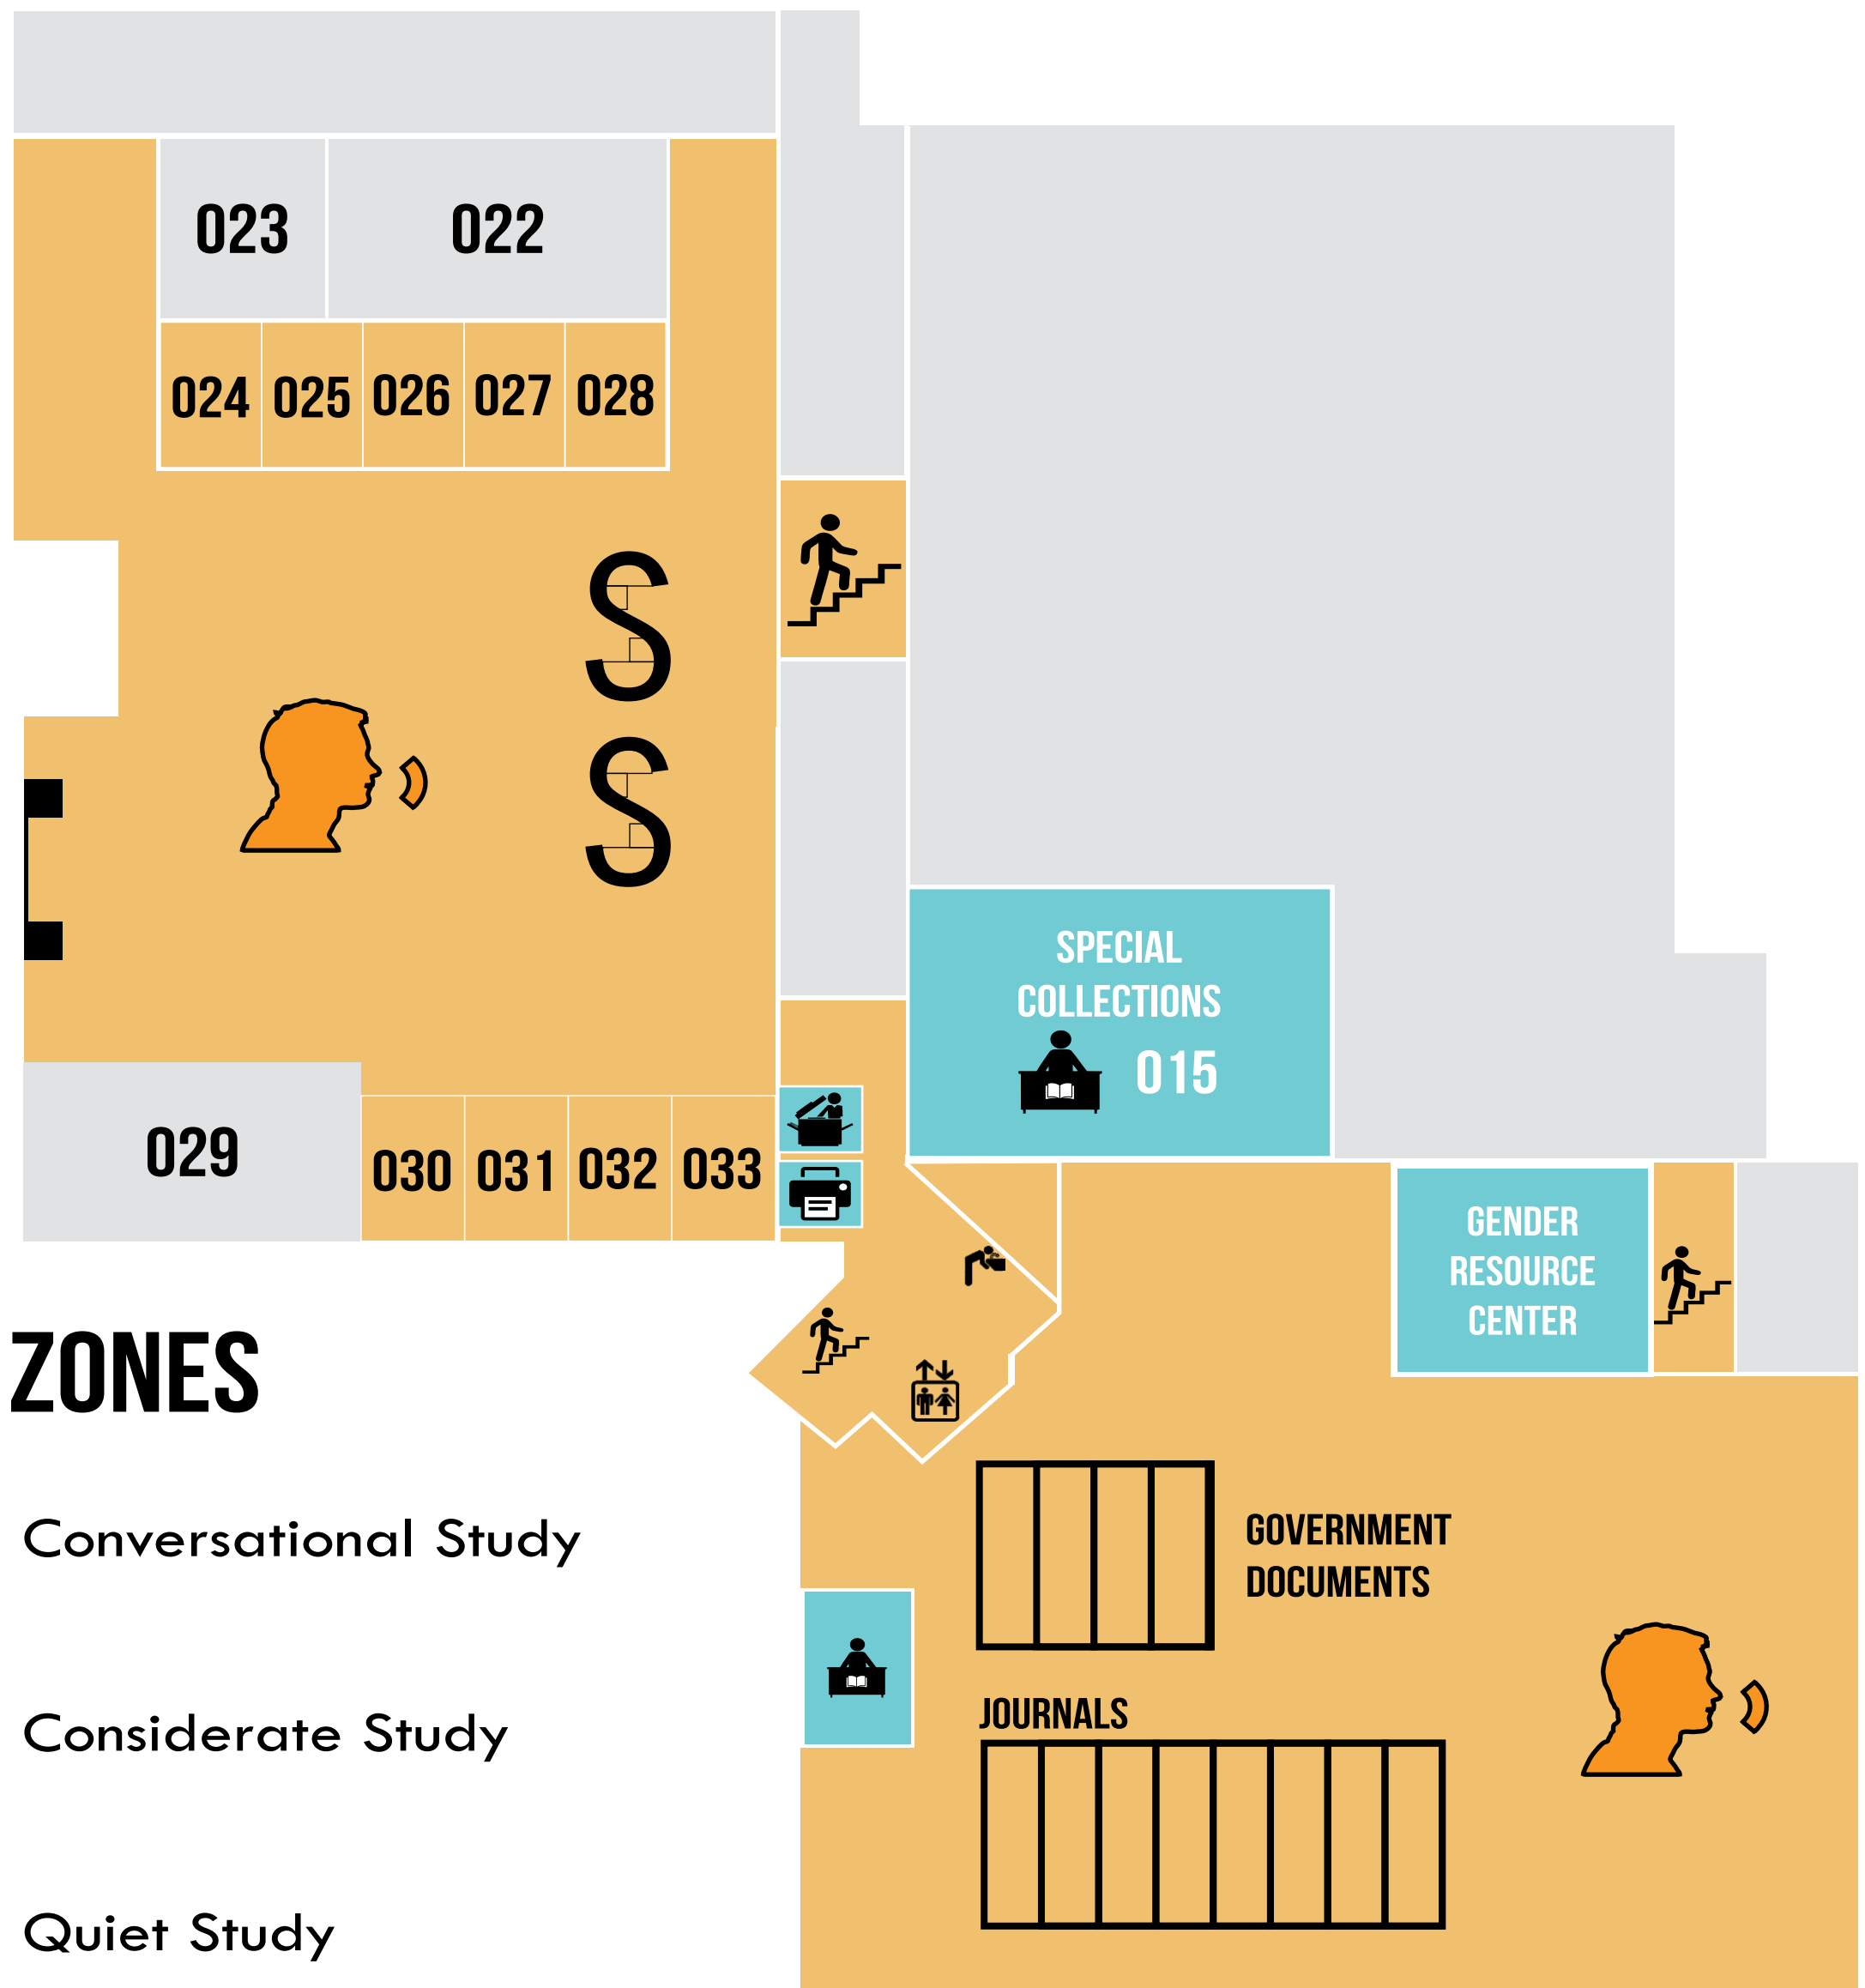 023
022
024
025
026
027
028
SPECIAL
COLLECTIONS
015
029
030
031
032
033
GENDER
RESOURCE
CENTER
ZONES
Conversational Study
Considerate Study
Quiet Study
GOVERNMENT
DOCUMENTS
JOURNALS